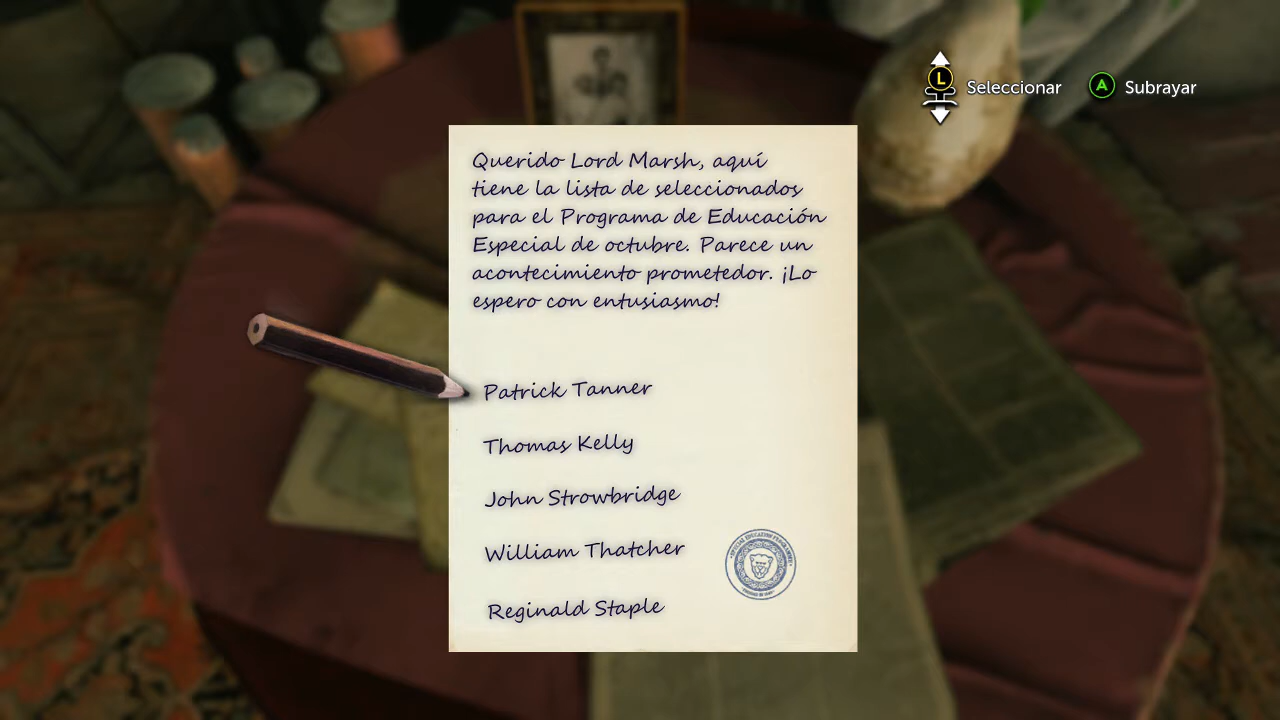 L Seleccionar A Subrayar
Querido Lord Marsh, aquí
tiene la lista de seleccionados
para el Programa de Educación
Especial de octubre. Parece un
acontecimiento prometedor. ¡Lo
espero con entusiasmo!
Patrick Tanner
Thomas Kelly
John Strowbridge
William Thatcher
Reginald Staple